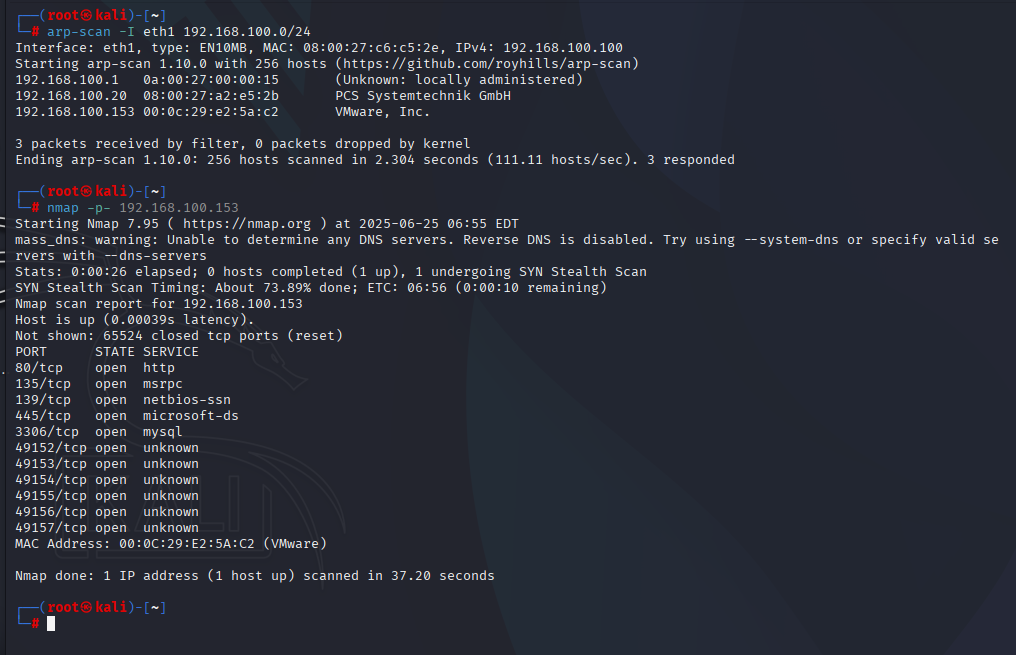 ┌──(root㉿kali)-[~]
└─# arp-scan -I eth1 192.168.100.0/24
Interface: eth1, type: EN10MB, MAC: 08:00:27:c6:c5:2e, IPv4: 192.168.100.100
Starting arp-scan 1.10.0 with 256 hosts (https://github.com/royhills/arp-scan)
192.168.100.1   0a:00:27:00:00:15       (Unknown: locally administered)
192.168.100.20  08:00:27:a2:e5:2b       PCS Systemtechnik GmbH
192.168.100.153 00:0c:29:e2:5a:c2       VMware, Inc.

3 packets received by filter, 0 packets dropped by kernel
Ending arp-scan 1.10.0: 256 hosts scanned in 2.304 seconds (111.11 hosts/sec). 3 responded

┌──(root㉿kali)-[~]
└─# nmap -p- 192.168.100.153
Starting Nmap 7.95 ( https://nmap.org ) at 2025-06-25 06:55 EDT
mass_dns: warning: Unable to determine any DNS servers. Reverse DNS is disabled. Try using --system-dns or specify valid se
rvers with --dns-servers
Stats: 0:00:26 elapsed; 0 hosts completed (1 up), 1 undergoing SYN Stealth Scan
SYN Stealth Scan Timing: About 73.89% done; ETC: 06:56 (0:00:10 remaining)
Nmap scan report for 192.168.100.153
Host is up (0.00039s latency).
Not shown: 65524 closed tcp ports (reset)
PORT      STATE SERVICE
80/tcp    open  http
135/tcp   open  msrpc
139/tcp   open  netbios-ssn
445/tcp   open  microsoft-ds
3306/tcp  open  mysql
49152/tcp open  unknown
49153/tcp open  unknown
49154/tcp open  unknown
49155/tcp open  unknown
49156/tcp open  unknown
49157/tcp open  unknown
MAC Address: 00:0C:29:E2:5A:C2 (VMware)

Nmap done: 1 IP address (1 host up) scanned in 37.20 seconds

┌──(root㉿kali)-[~]
└─#